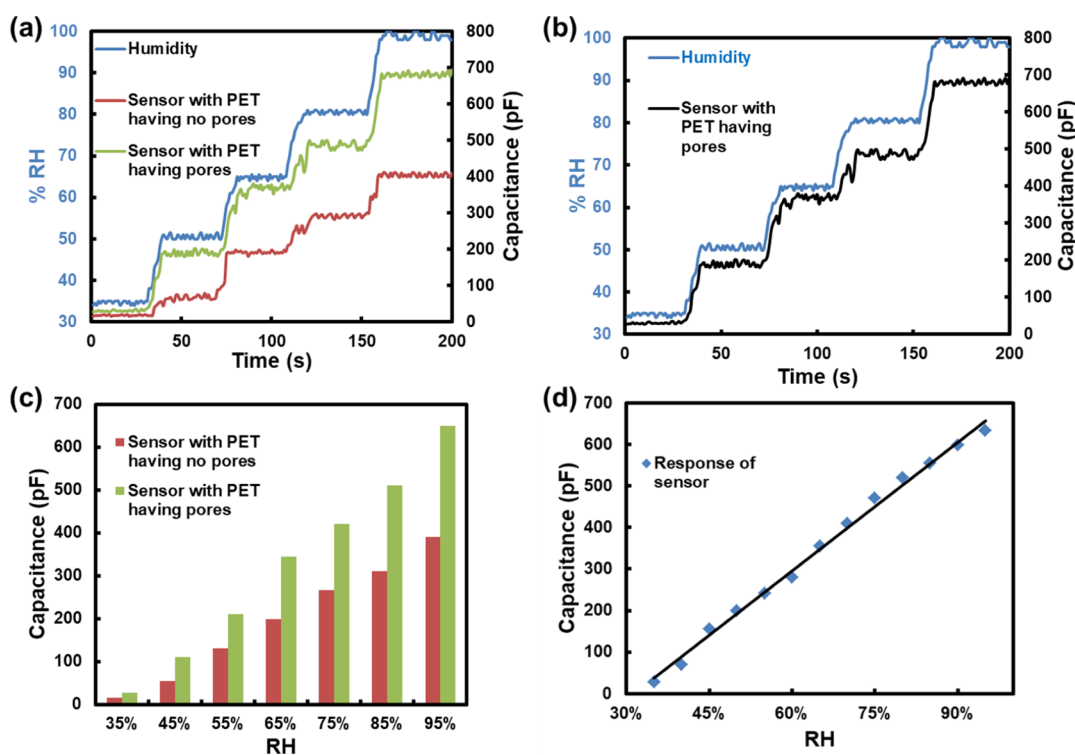 (a)
100
90
80
70
60
50
40
30
% RH
Humidity
Sensor with PET
having no pores
Sensor with PET
having pores
800
700
600
500
400
300
200
100
0
Capacitance (pF)
0
50
100
150
200
Time (s)
(b)
100
90
80
70
60
50
40
30
% RH
Humidity
Sensor with
PET having
pores
800
700
600
500
400
300
200
100
0
Capacitance (pF)
0
50
100
150
200
Time (s)
(c)
700
600
500
400
300
200
100
0
Capacitance (pF)
Sensor with PET
having no pores
Sensor with PET
having pores
35%
45%
55%
65%
75%
85%
95%
RH
(d)
700
600
500
400
300
200
100
0
Capacitance (pF)
Response of
sensor
30%
45%
60%
75%
90%
RH